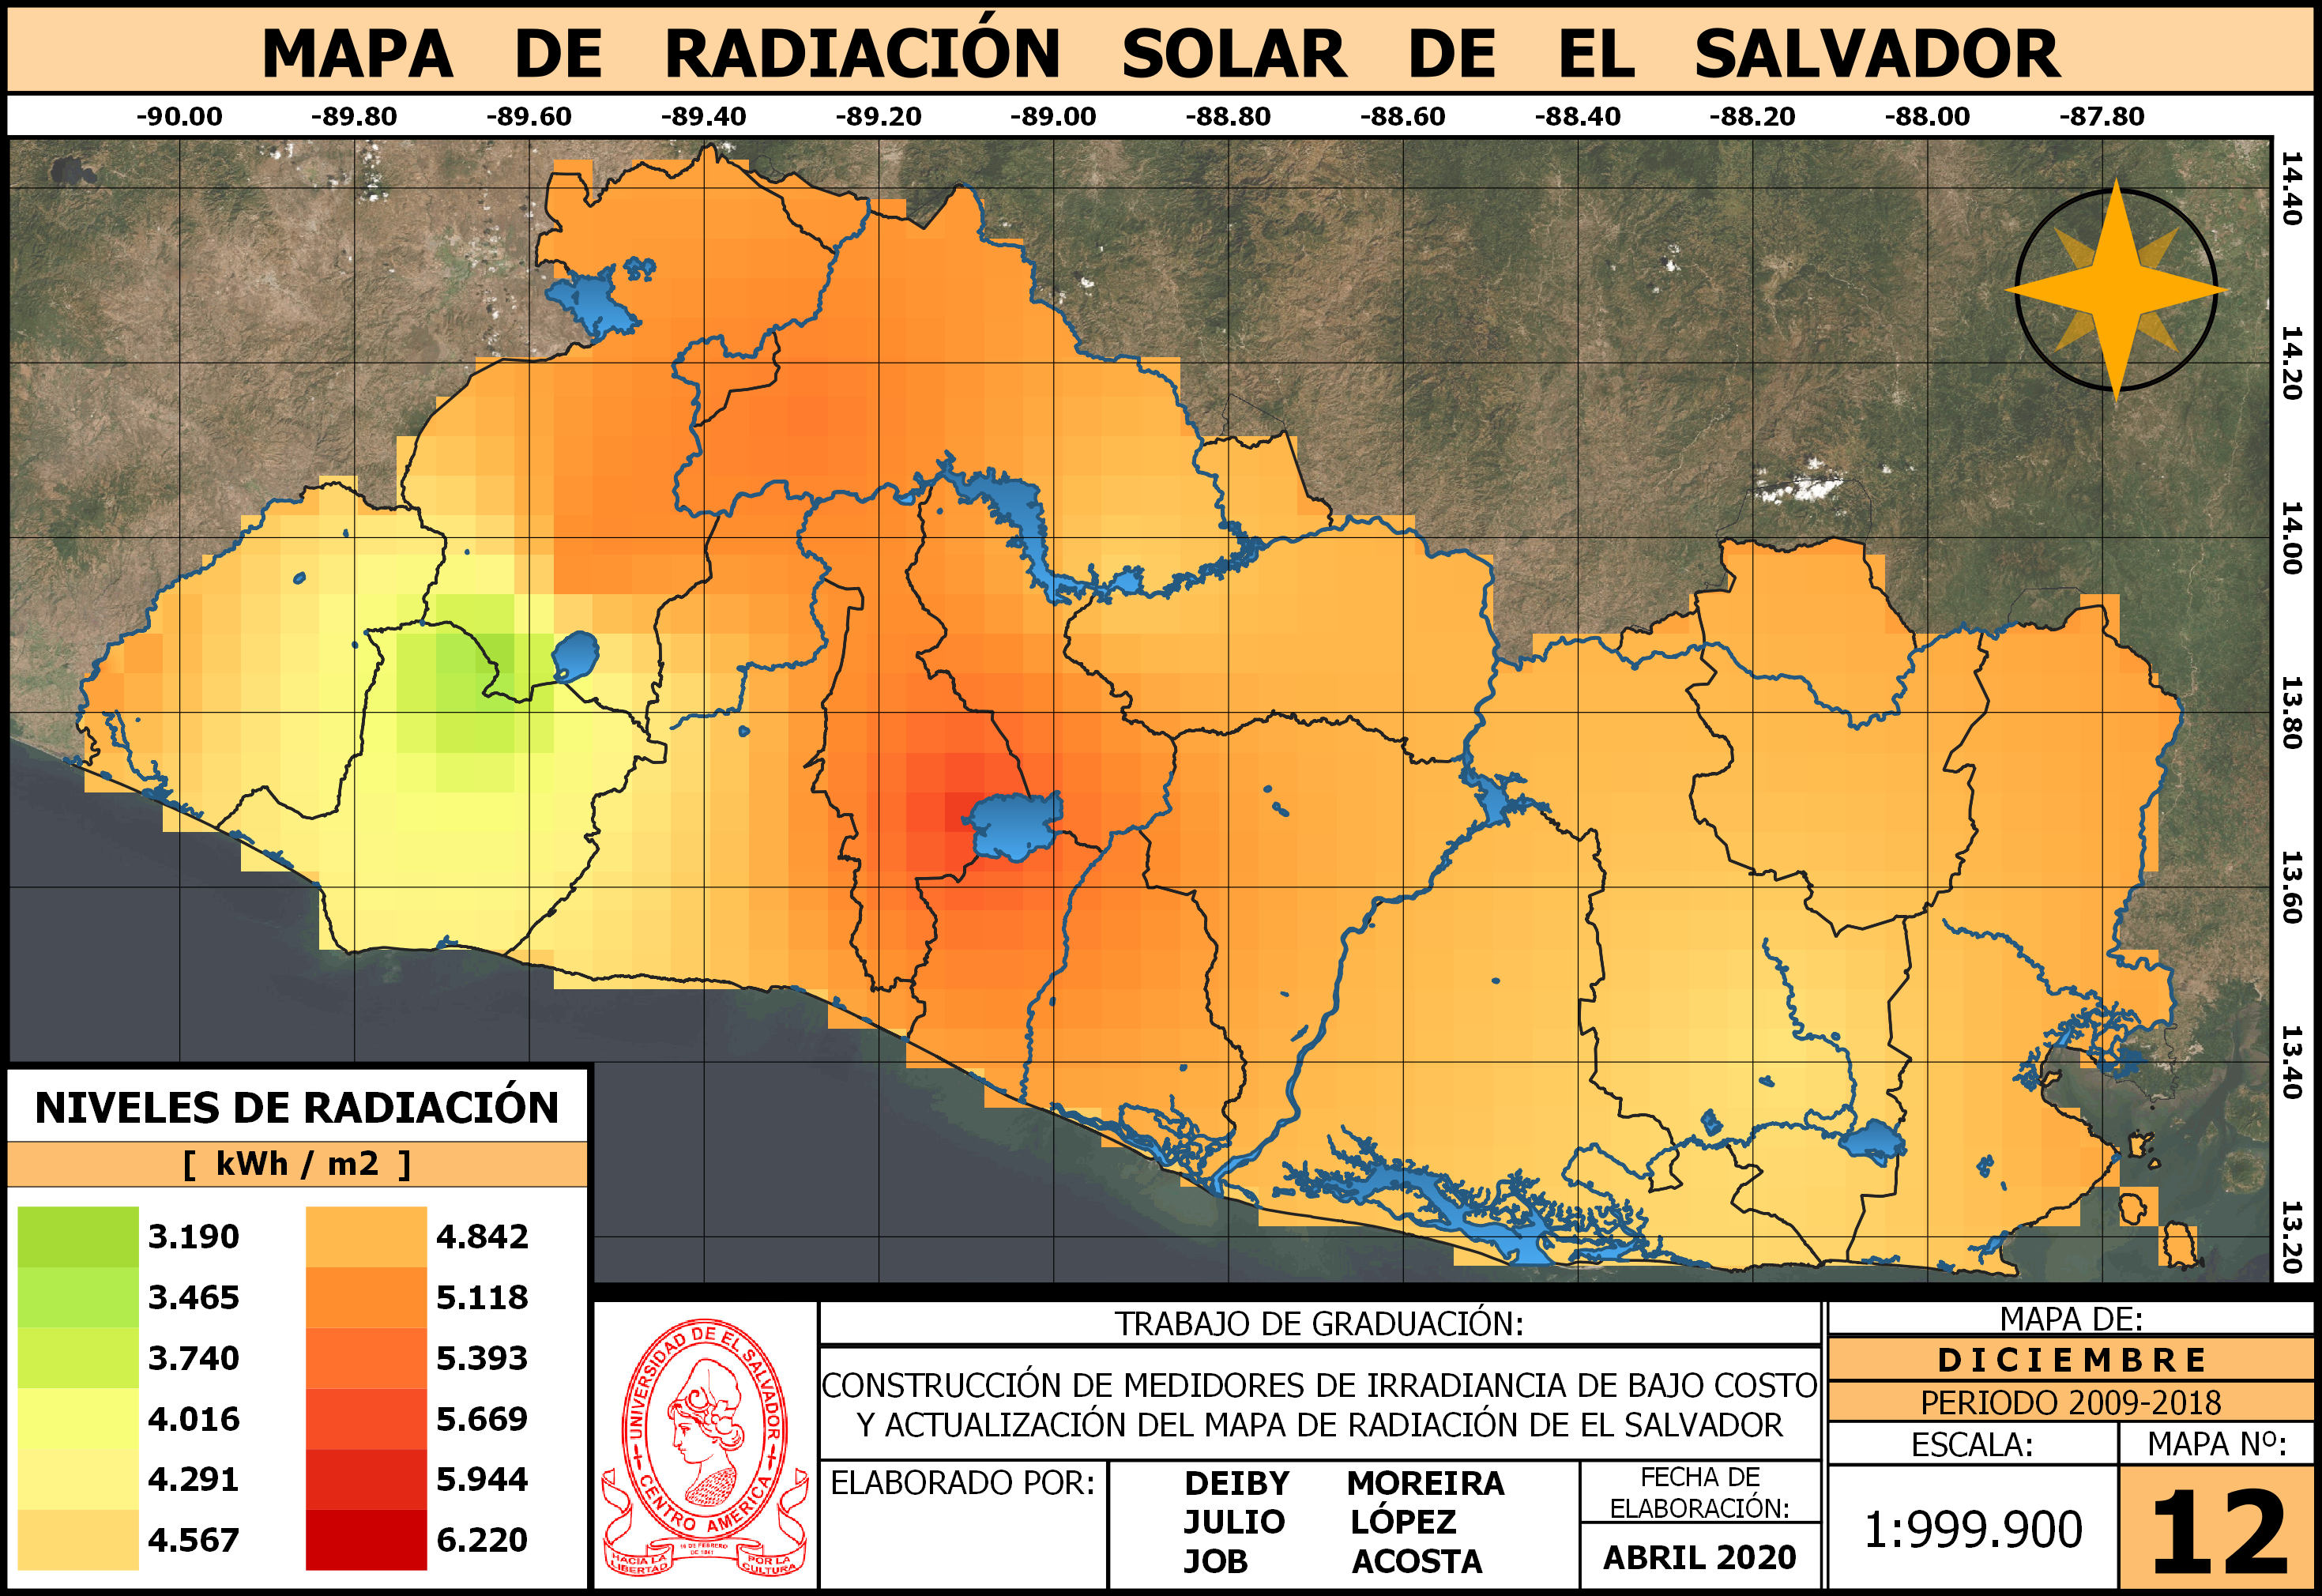 MAPA DE RADIACIÓN SOLAR DE EL SALVADOR
-90.00 -89.80 -89.60 -89.40 -89.20 -89.00 -88.80 -88.60 -88.40 -88.20 -88.00 -87.80
14.40
14.20
14.00
13.80
13.60
13.40
13.20
NIVELES DE RADIACIÓN
[ kWh / m2 ]
3.190 4.842
3.465 5.118
3.740 5.393
4.016 5.669
4.291 5.944
4.567 6.220
UNIVERSIDAD DE EL SALVADOR
CENTRO AMERICA
HACIA LA LIBERTAD
16 DE FEBRERO
DE 1841
POR LA CULTURA
TRABAJO DE GRADUACIÓN:
CONSTRUCCIÓN DE MEDIDORES DE IRRADIANCIA DE BAJO COSTO
Y ACTUALIZACIÓN DEL MAPA DE RADIACIÓN DE EL SALVADOR
ELABORADO POR:
DEIBY MOREIRA
JULIO LÓPEZ
JOB ACOSTA
FECHA DE
ELABORACIÓN:
ABRIL 2020
MAPA DE:
DICIEMBRE
PERIODO 2009-2018
ESCALA:
1:999.900
MAPA Nº:
12